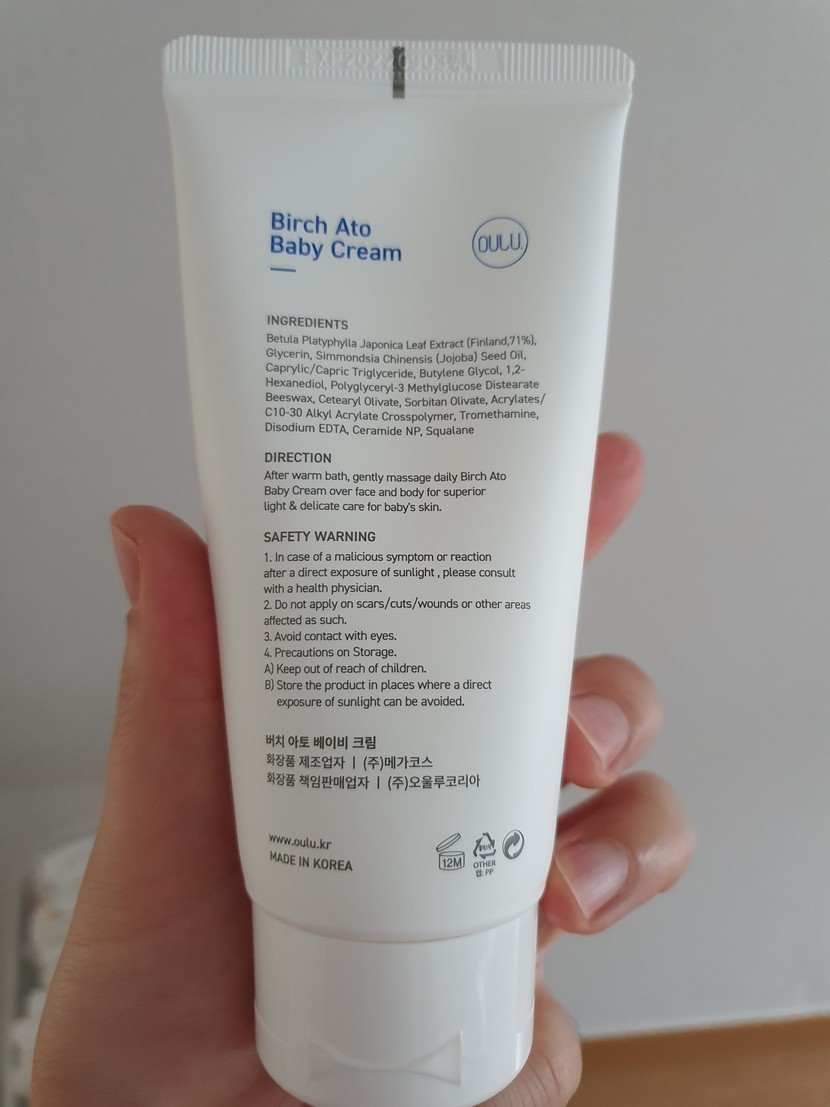 Birch Ato
Baby Cream
OULU.
INGREDIENTS
Betula Platyphylla Japonica Leaf Extract (Finland,71%),
Glycerin, Simmondsia Chinensis (Jojoba) Seed Oil,
Caprylic/Capric Triglyceride, Butylene Glycol, 1,2-
Hexanediol, Polyglyceryl-3 Methylglucose Distearate
Beeswax, Cetearyl Olivate, Sorbitan Olivate, Acrylates/
C10-30 Alkyl Acrylate Crosspolymer, Tromethamine,
Disodium EDTA, Ceramide NP, Squalane
DIRECTION
After warm bath, gently massage daily Birch Ato
Baby Cream over face and body for superior
light & delicate care for baby's skin.
SAFETY WARNING
1. In case of a malicious symptom or reaction
after a direct exposure of sunlight , please consult
with a health physician.
2. Do not apply on scars/cuts/wounds or other areas
affected as such.
3. Avoid contact with eyes.
4. Precautions on Storage.
A) Keep out of reach of children.
B) Store the product in places where a direct
exposure of sunlight can be avoided.
버치 아토 베이비 크림
화장품 제조업자 | (주)메가코스
화장품 책임판매업자 | (주)오울루코리아
www.oulu.kr
MADE IN KOREA
12M
OTHER
캡: PP